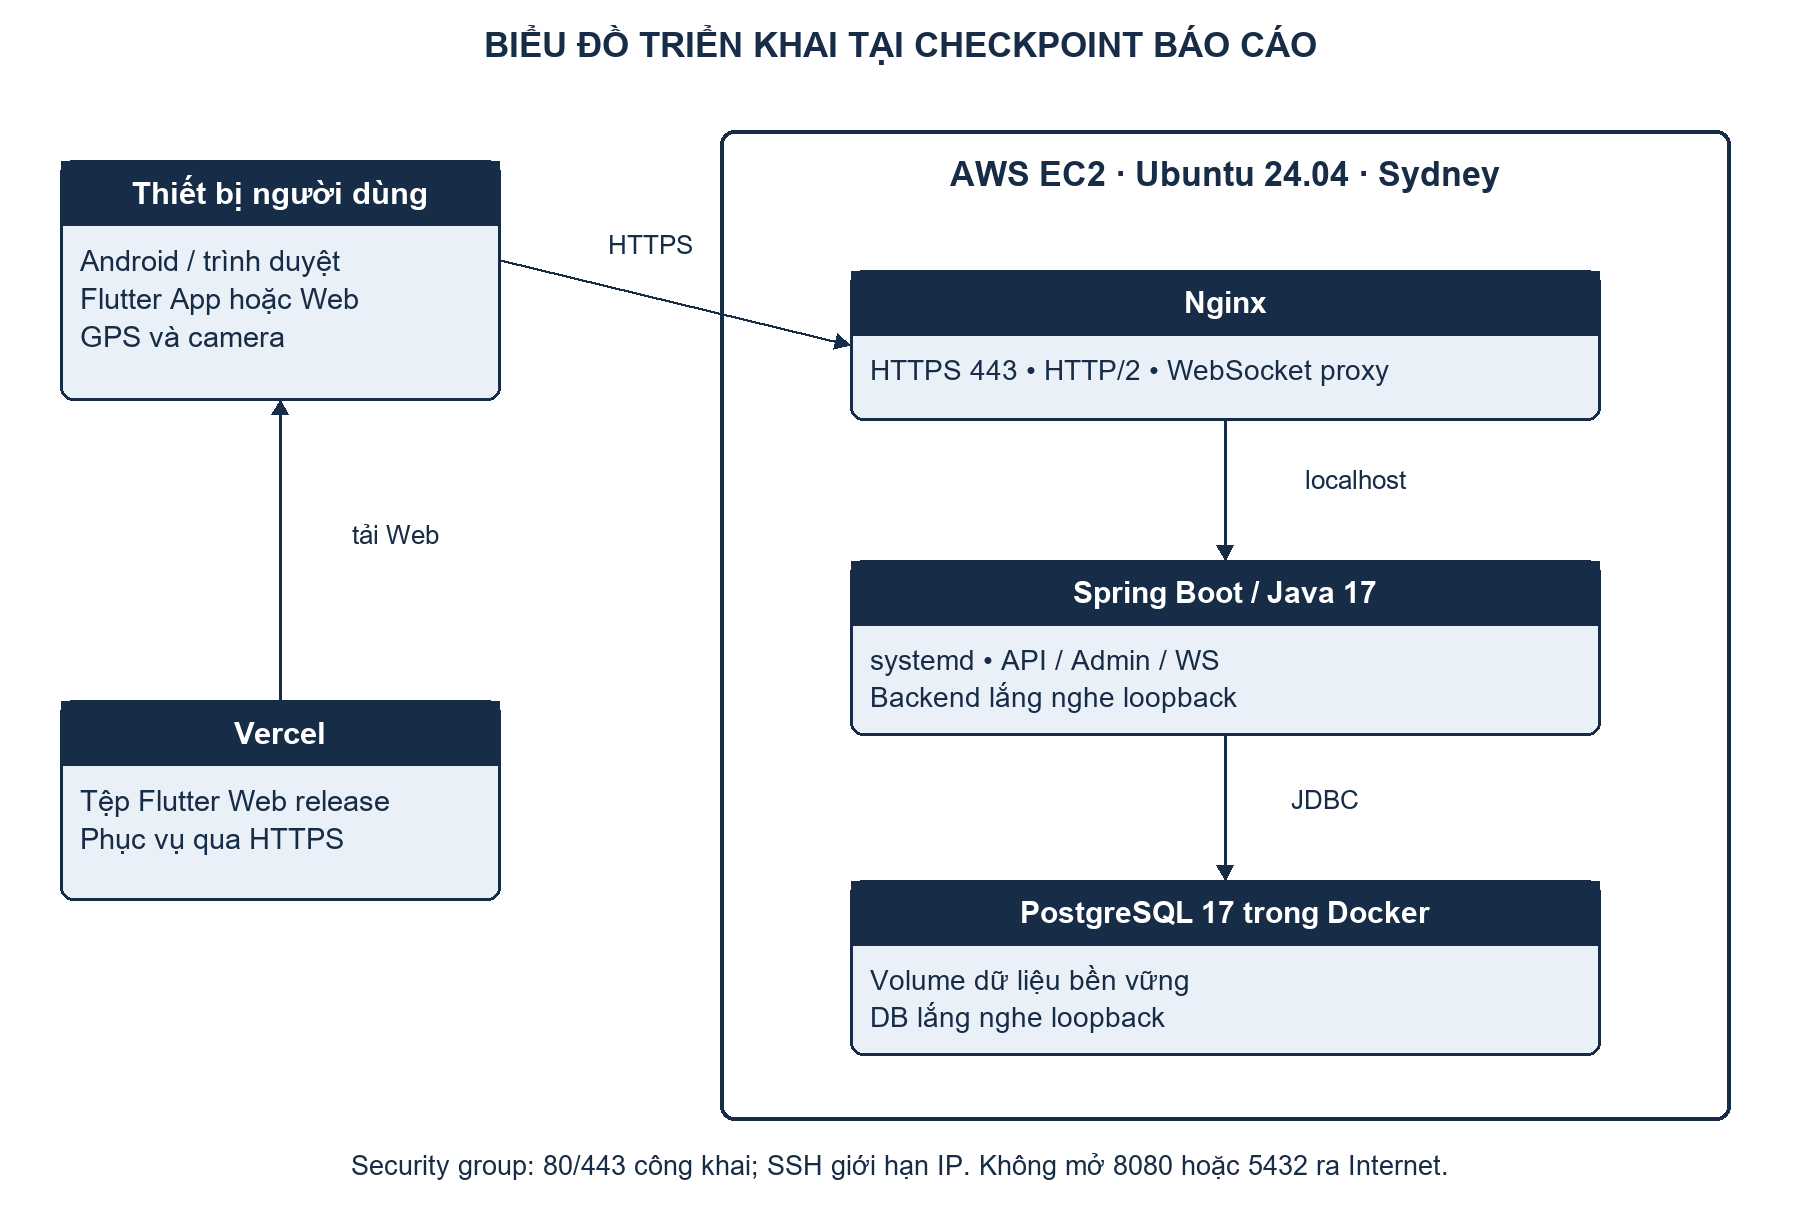 BIỂU ĐỒ TRIỂN KHAI TẠI CHECKPOINT BÁO CÁO
Thiết bị người dùng
Android / trình duyệt
Flutter App hoặc Web
GPS và camera
HTTPS
tải Web
Vercel
Tệp Flutter Web release
Phục vụ qua HTTPS
AWS EC2 · Ubuntu 24.04 · Sydney
Nginx
HTTPS 443 • HTTP/2 • WebSocket proxy
localhost
Spring Boot / Java 17
systemd • API / Admin / WS
Backend lắng nghe loopback
JDBC
PostgreSQL 17 trong Docker
Volume dữ liệu bền vững
DB lắng nghe loopback
Security group: 80/443 công khai; SSH giới hạn IP. Không mở 8080 hoặc 5432 ra Internet.